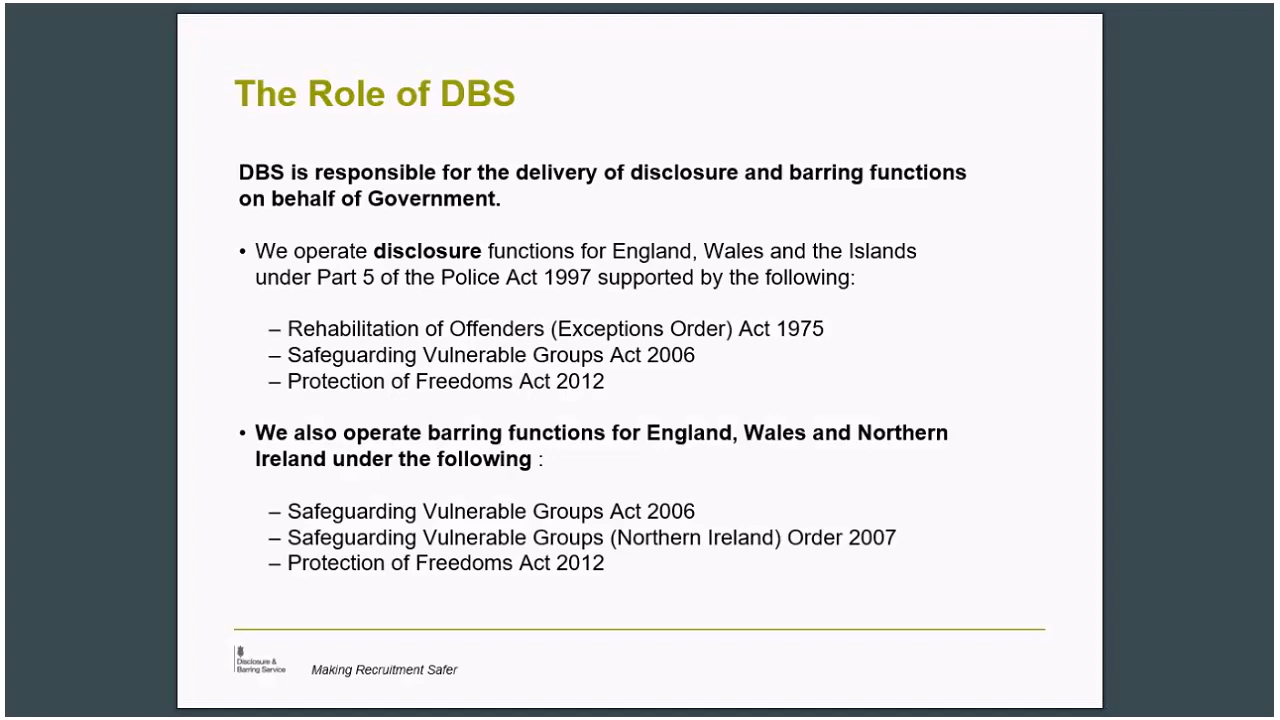 The Role of DBS
DBS is responsible for the delivery of disclosure and barring functions
on behalf of Government.
• We operate disclosure functions for England, Wales and the Islands
under Part 5 of the Police Act 1997 supported by the following:
– Rehabilitation of Offenders (Exceptions Order) Act 1975
– Safeguarding Vulnerable Groups Act 2006
– Protection of Freedoms Act 2012
• We also operate barring functions for England, Wales and Northern
Ireland under the following :
– Safeguarding Vulnerable Groups Act 2006
– Safeguarding Vulnerable Groups (Northern Ireland) Order 2007
– Protection of Freedoms Act 2012
Disclosure &
Barring Service
Making Recruitment Safer